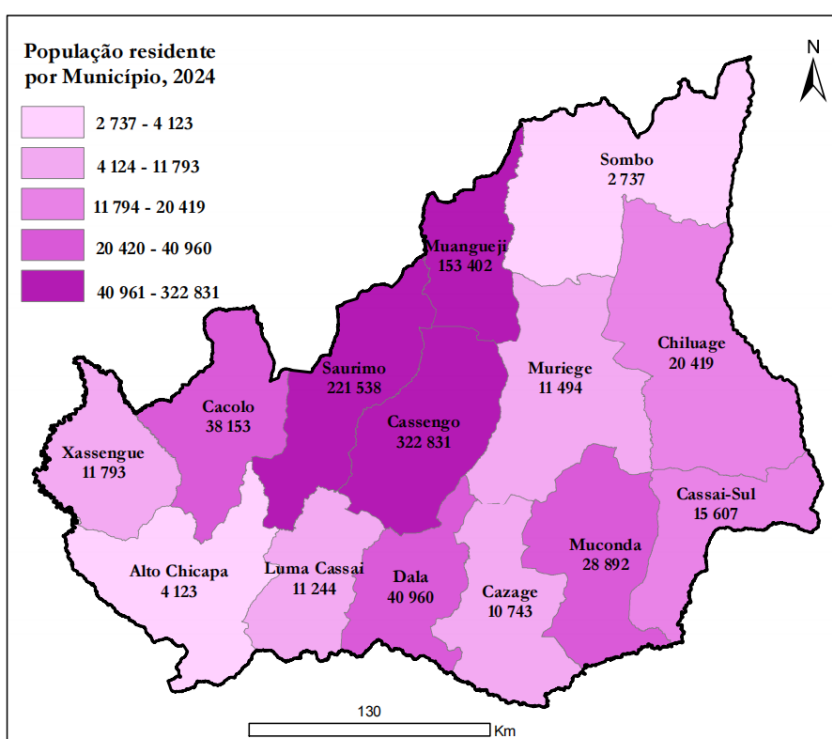 População residente
por Município, 2024
2 737 - 4 123
4 124 - 11 793
11 794 - 20 419
20 420 - 40 960
40 961 - 322 831
N
Sombo
2 737
Muangueji
153 402
Chiluage
20 419
Muriege
11 494
Saurimo
221 538
Cacolo
38 153
Cassengo
322 831
Xassengue
11 793
Cassai-Sul
15 607
Muconda
28 892
Alto Chicapa
4 123
Luma Cassai
11 244
Dala
40 960
Cazage
10 743
130
Km